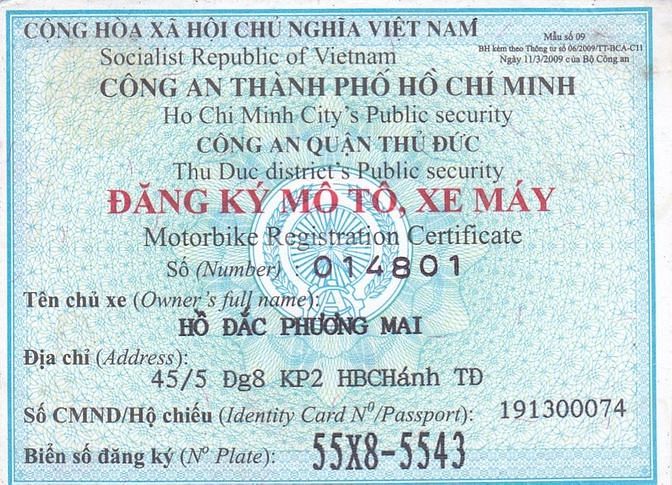 CỘNG HÒA XÃ HỘI CHỦ NGHĨA VIỆT NAM
Mẫu số 09
BH kèm theo Thông tư số 06/2009/TT-BCA-C11
Ngày 11/3/2009 của Bộ Công an
Socialist Republic of Vietnam
CÔNG AN THÀNH PHỐ HỒ CHÍ MINH
Ho Chi Minh City's Public security
CÔNG AN QUẬN THỦ ĐỨC
Thu Duc district's Public security
ĐĂNG KÝ MÔ TÔ, XE MÁY
Motorbike Registration Certificate
Số (Number) : 014801
Tên chủ xe (Owner's full name):
HỒ ĐẮC PHƯƠNG MAI
Địa chỉ (Address):
45/5 Đg8 KP2 HBCHánh TĐ
Số CMND/Hộ chiếu (Identity Card Nº/Passport): 191300074
Biển số đăng ký (Nº Plate): 55X8-5543